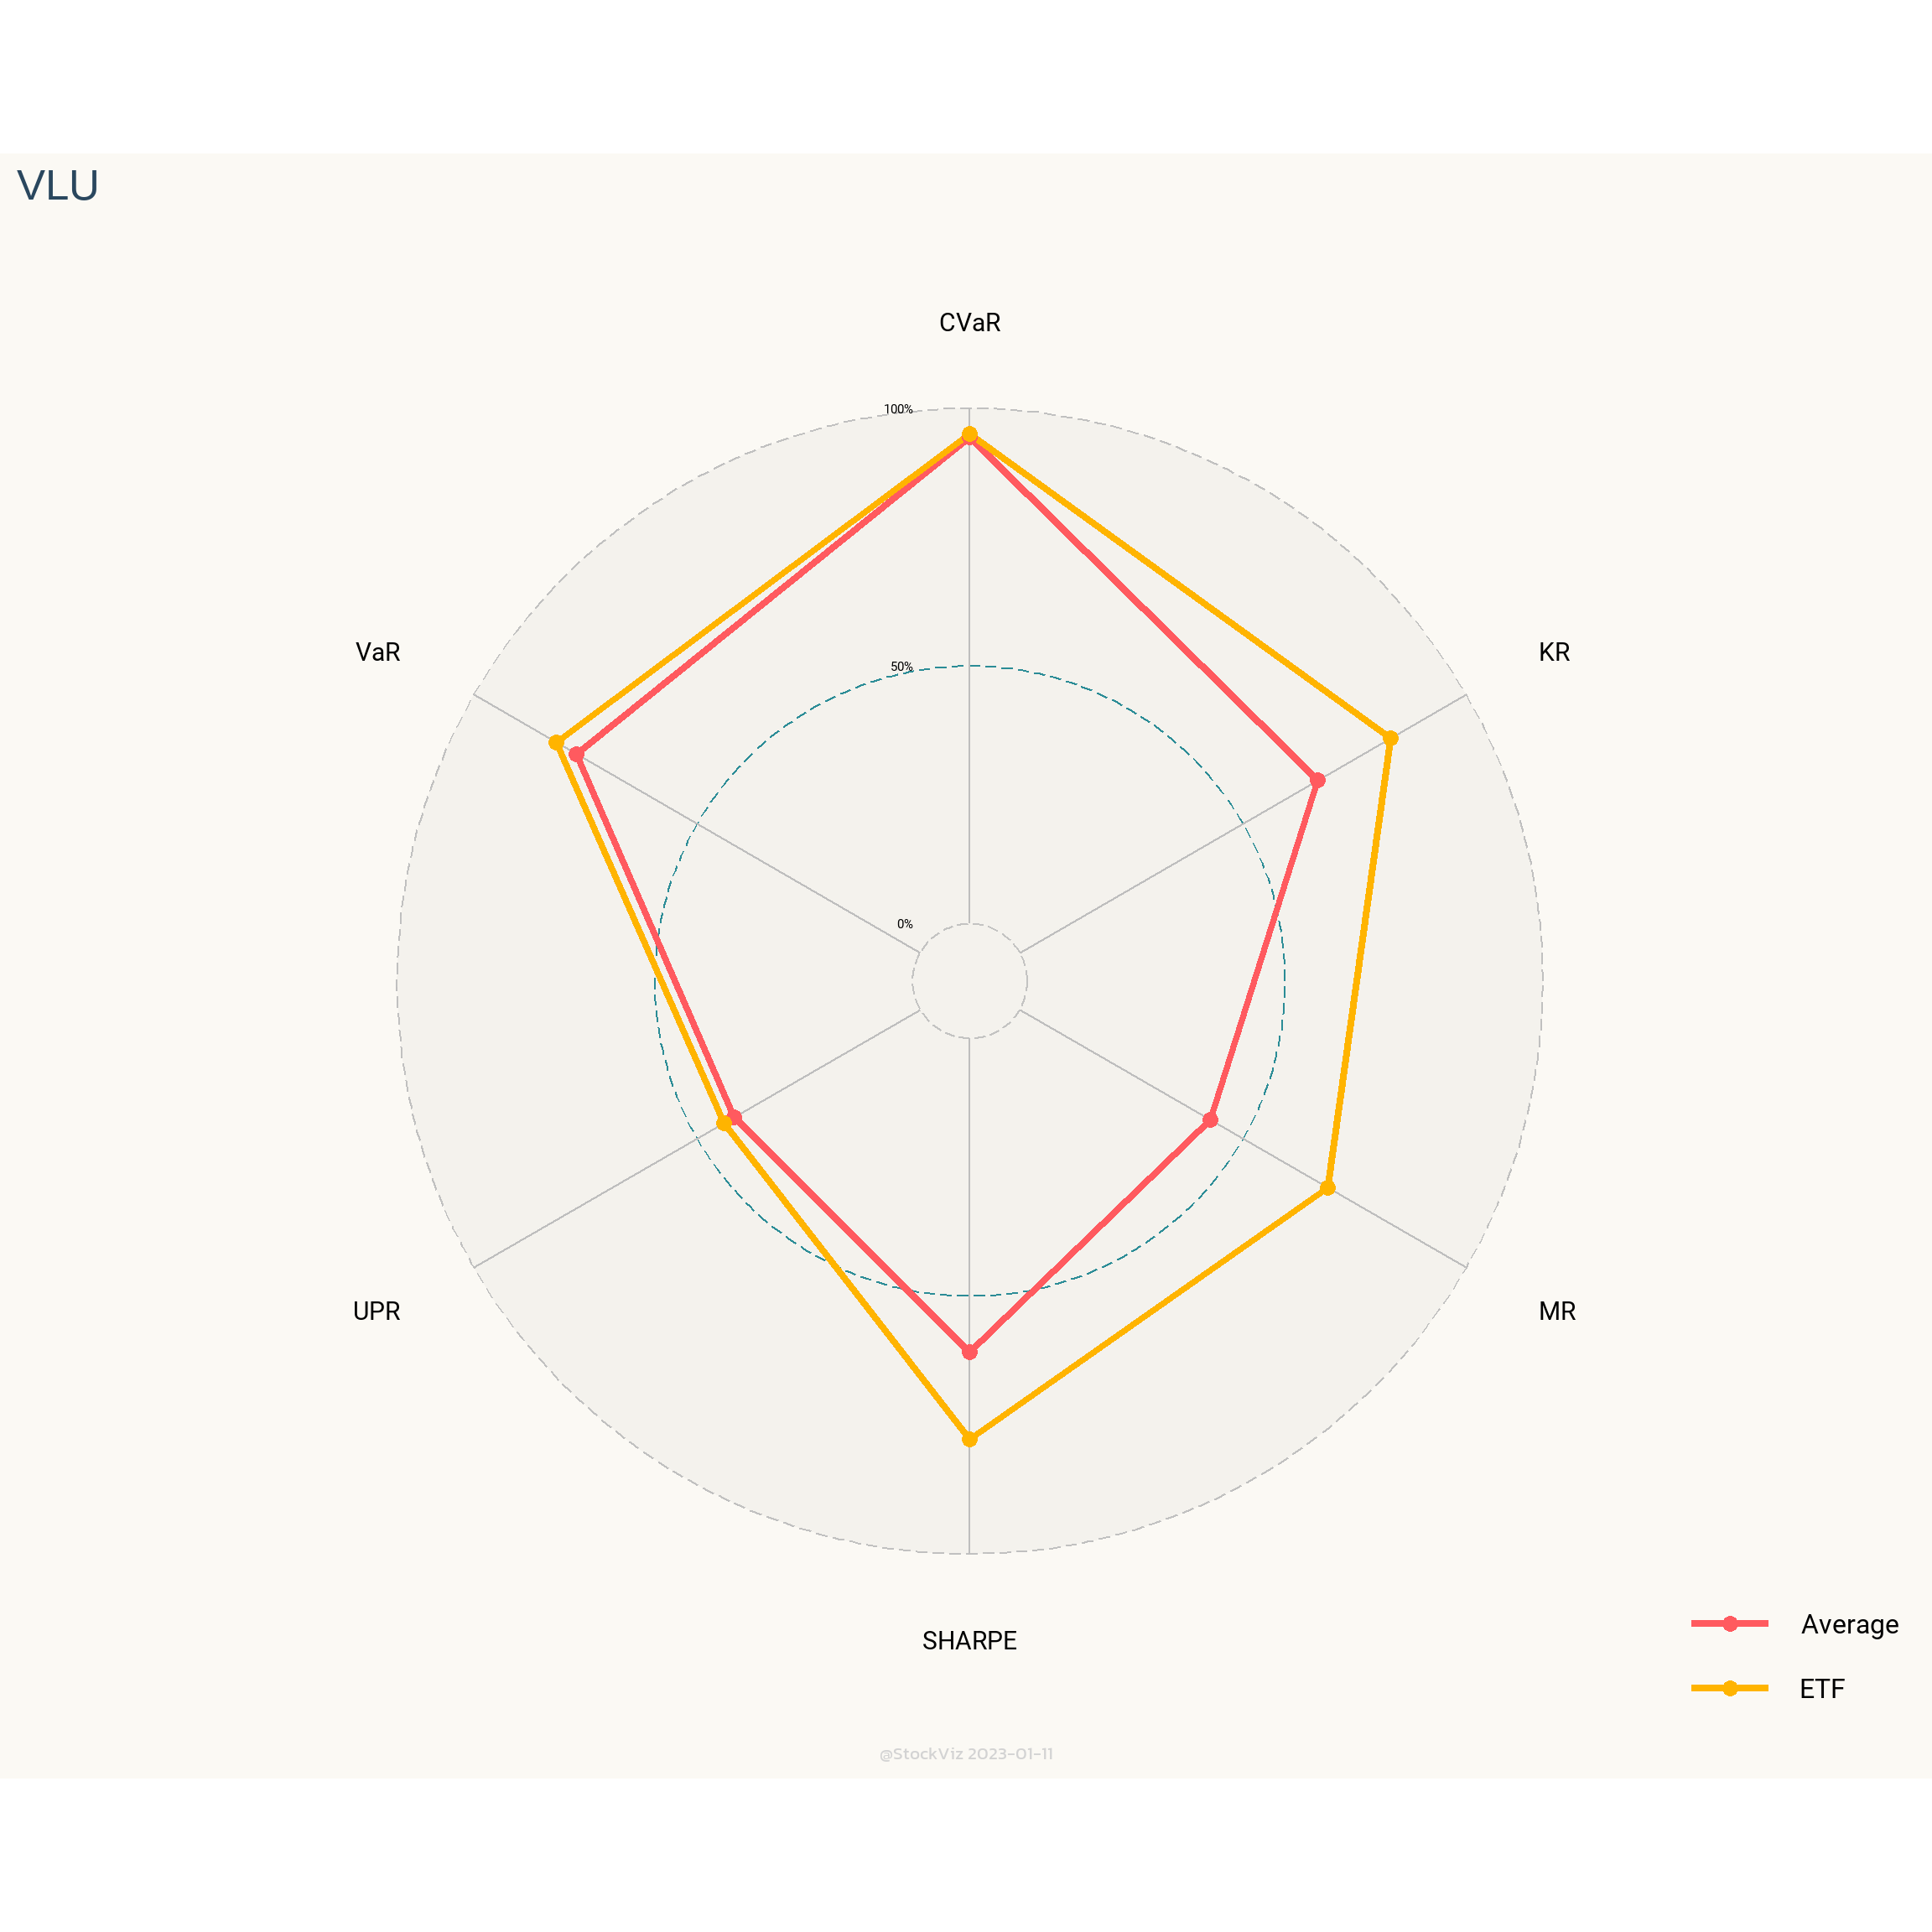 VLU
CVaR
100%
KR
VaR
50%
0%
UPR
MR
SHARPE
Average
ETF
@StockViz 2023-01-11